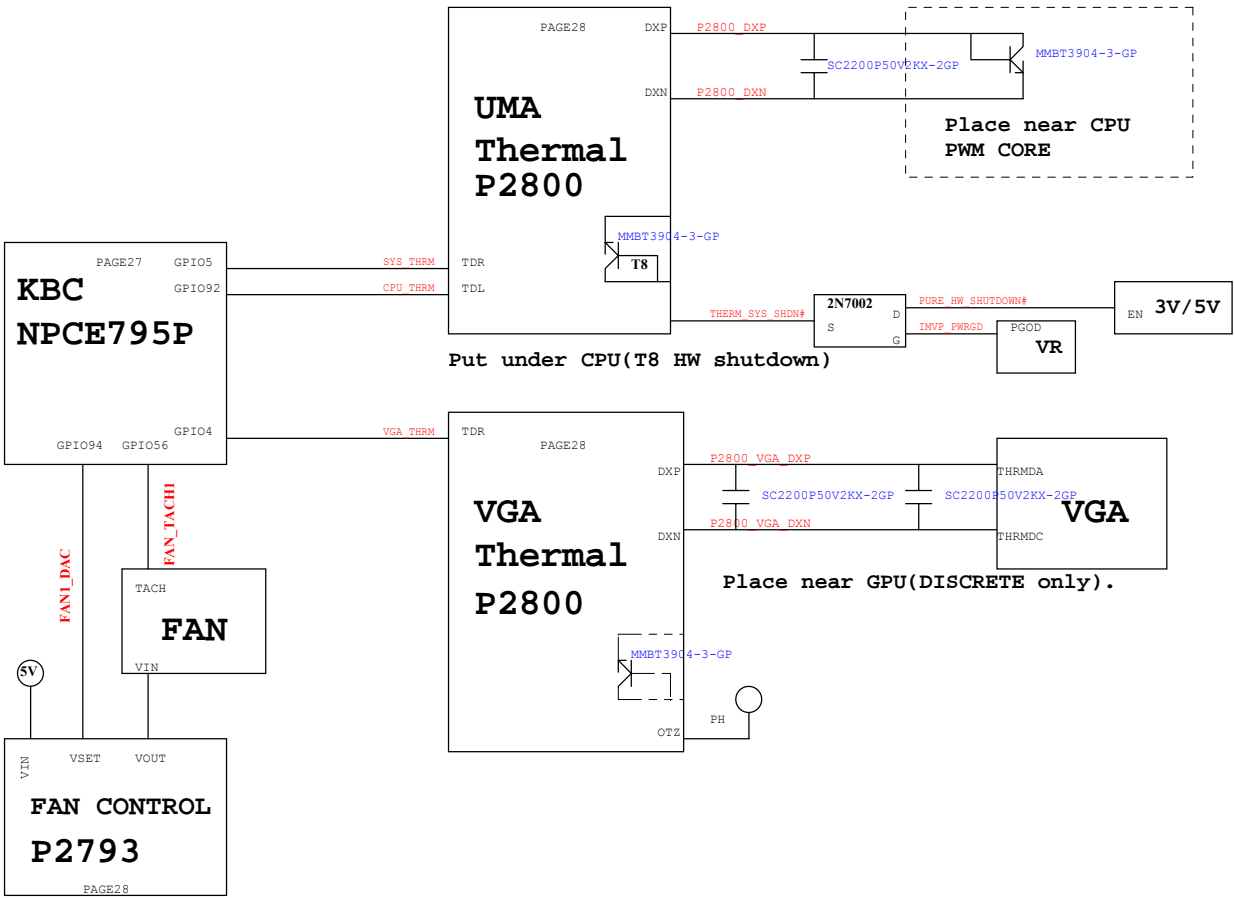 PAGE28
DXP
P2800_DXP
SC2200P50V2KX-2GP
MMBT3904-3-GP
DXN
P2800_DXN
UMA
Thermal
P2800
Place near CPU
PWM CORE
MMBT3904-3-GP
T8
PAGE27
GPIO5
SYS_THRM
TDR
KBC
GPIO92
CPU_THRM
TDL
NPCE795P
THERM_SYS_SHDN#
2N7002
S
D
G
PURE_HW_SHUTDOWN#
IMVP_PWRGD
EN
3V/5V
PGOD
VR
Put under CPU(T8 HW shutdown)
GPIO94
GPIO56
GPIO4
VGA_THRM
TDR
PAGE28
DXP
P2800_VGA_DXP
THRMDA
SC2200P50V2KX-2GP
SC2200P50V2KX-2GP
VGA
Thermal
P2800
VGA
DXN
P2800_VGA_DXN
THRMDC
Place near GPU(DISCRETE only).
FAN1_DAC
FAN_TACH1
TACH
FAN
VIN
MMBT3904-3-GP
OTZ
PH
5V
VIN
VSET
VOUT
FAN CONTROL
P2793
PAGE28